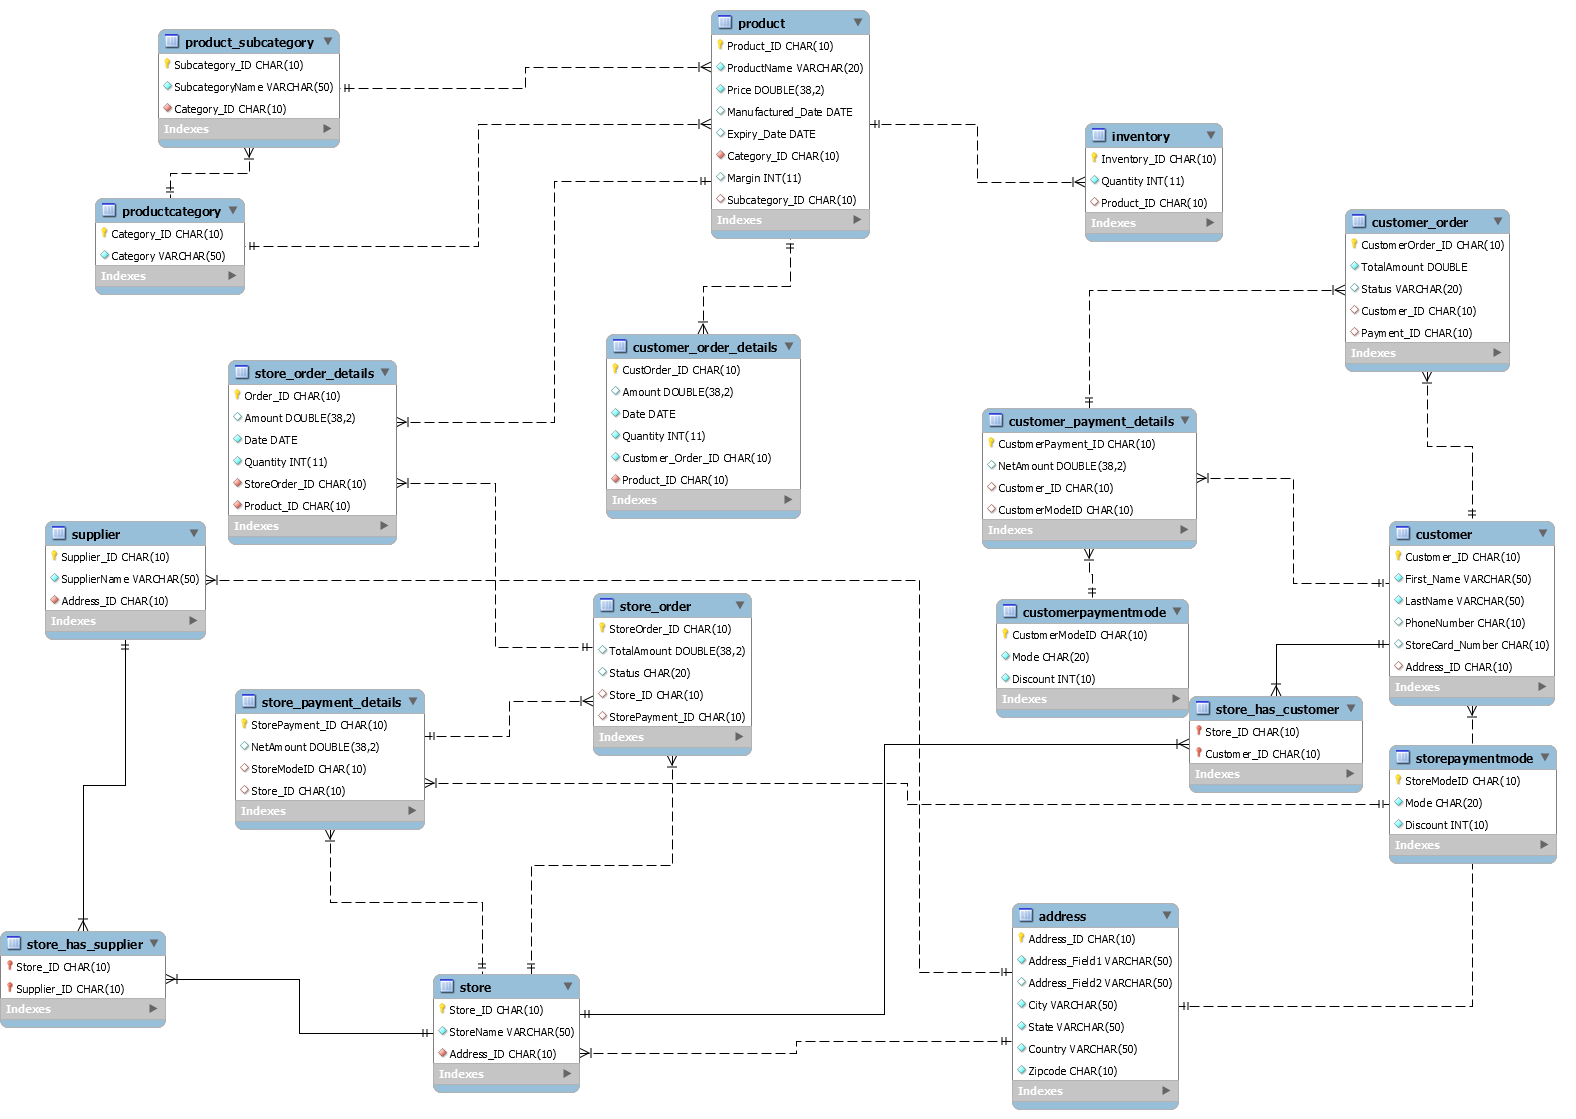 product_subcategory
Subcategory_ID CHAR(10)
SubcategoryName VARCHAR(50)
Category_ID CHAR(10)
Indexes
product
Product_ID CHAR(10)
ProductName VARCHAR(20)
Price DOUBLE(38,2)
Manufactured_Date DATE
Expiry_Date DATE
Category_ID CHAR(10)
Margin INT(11)
Subcategory_ID CHAR(10)
Indexes
inventory
Inventory_ID CHAR(10)
Quantity INT(11)
Product_ID CHAR(10)
Indexes
productcategory
Category_ID CHAR(10)
Category VARCHAR(50)
Indexes
customer_order
CustomerOrder_ID CHAR(10)
TotalAmount DOUBLE
Status VARCHAR(20)
Customer_ID CHAR(10)
Payment_ID CHAR(10)
Indexes
store_order_details
Order_ID CHAR(10)
Amount DOUBLE(38,2)
Date DATE
Quantity INT(11)
StoreOrder_ID CHAR(10)
Product_ID CHAR(10)
Indexes
customer_order_details
CustOrder_ID CHAR(10)
Amount DOUBLE(38,2)
Date DATE
Quantity INT(11)
Customer_Order_ID CHAR(10)
Product_ID CHAR(10)
Indexes
customer_payment_details
CustomerPayment_ID CHAR(10)
NetAmount DOUBLE(38,2)
Customer_ID CHAR(10)
CustomerModeID CHAR(10)
Indexes
supplier
Supplier_ID CHAR(10)
SupplierName VARCHAR(50)
Address_ID CHAR(10)
Indexes
store_order
StoreOrder_ID CHAR(10)
TotalAmount DOUBLE(38,2)
Status CHAR(20)
Store_ID CHAR(10)
StorePayment_ID CHAR(10)
Indexes
customerpaymentmode
CustomerModeID CHAR(10)
Mode CHAR(20)
Discount INT(10)
Indexes
customer
Customer_ID CHAR(10)
First_Name VARCHAR(50)
LastName VARCHAR(50)
PhoneNumber CHAR(10)
StoreCard_Number CHAR(10)
Address_ID CHAR(10)
Indexes
store_payment_details
StorePayment_ID CHAR(10)
NetAmount DOUBLE(38,2)
StoreModeID CHAR(10)
Store_ID CHAR(10)
Indexes
store_has_customer
Store_ID CHAR(10)
Customer_ID CHAR(10)
Indexes
storepaymentmode
StoreModeID CHAR(10)
Mode CHAR(20)
Discount INT(10)
Indexes
store_has_supplier
Store_ID CHAR(10)
Supplier_ID CHAR(10)
Indexes
store
Store_ID CHAR(10)
StoreName VARCHAR(50)
Address_ID CHAR(10)
Indexes
address
Address_ID CHAR(10)
Address_Field1 VARCHAR(50)
Address_Field2 VARCHAR(50)
City VARCHAR(50)
State VARCHAR(50)
Country VARCHAR(50)
Zipcode CHAR(10)
Indexes